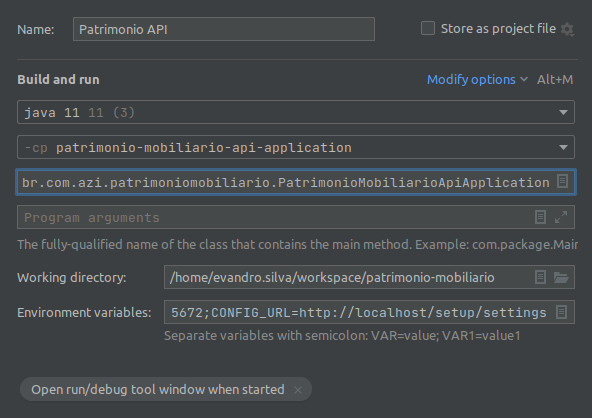 Name: Patrimonio API Store as project file
Build and run Modify options Alt+M
java 11 11 (3)
-cp patrimonio-mobiliario-api-application
br.com.azi.patrimoniomobiliario.PatrimonioMobiliarioApiApplication
Program arguments
The fully-qualified name of the class that contains the main method. Example: com.package.Main
Working directory: /home/evandro.silva/workspace/patrimonio-mobiliario
Environment variables: 5672;CONFIG_URL=http://localhost/setup/settings
Separate variables with semicolon: VAR=value; VAR1=value1
Open run/debug tool window when started ×